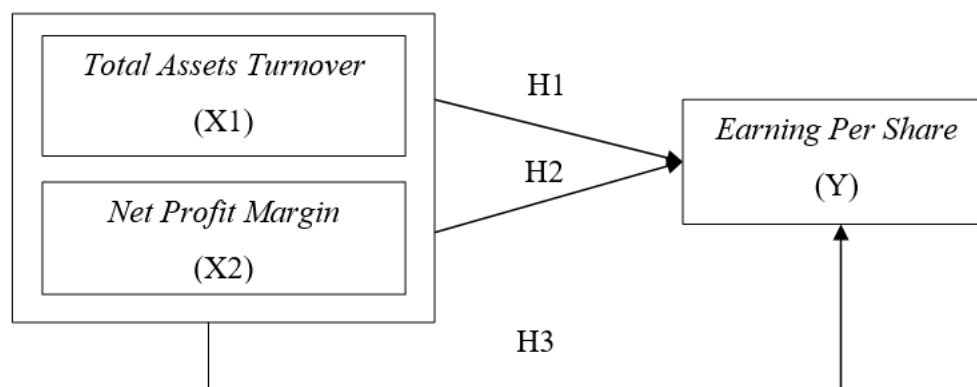 Total Assets Turnover
(X1)
H1
Earning Per Share
(Y)
H2
Net Profit Margin
(X2)
H3